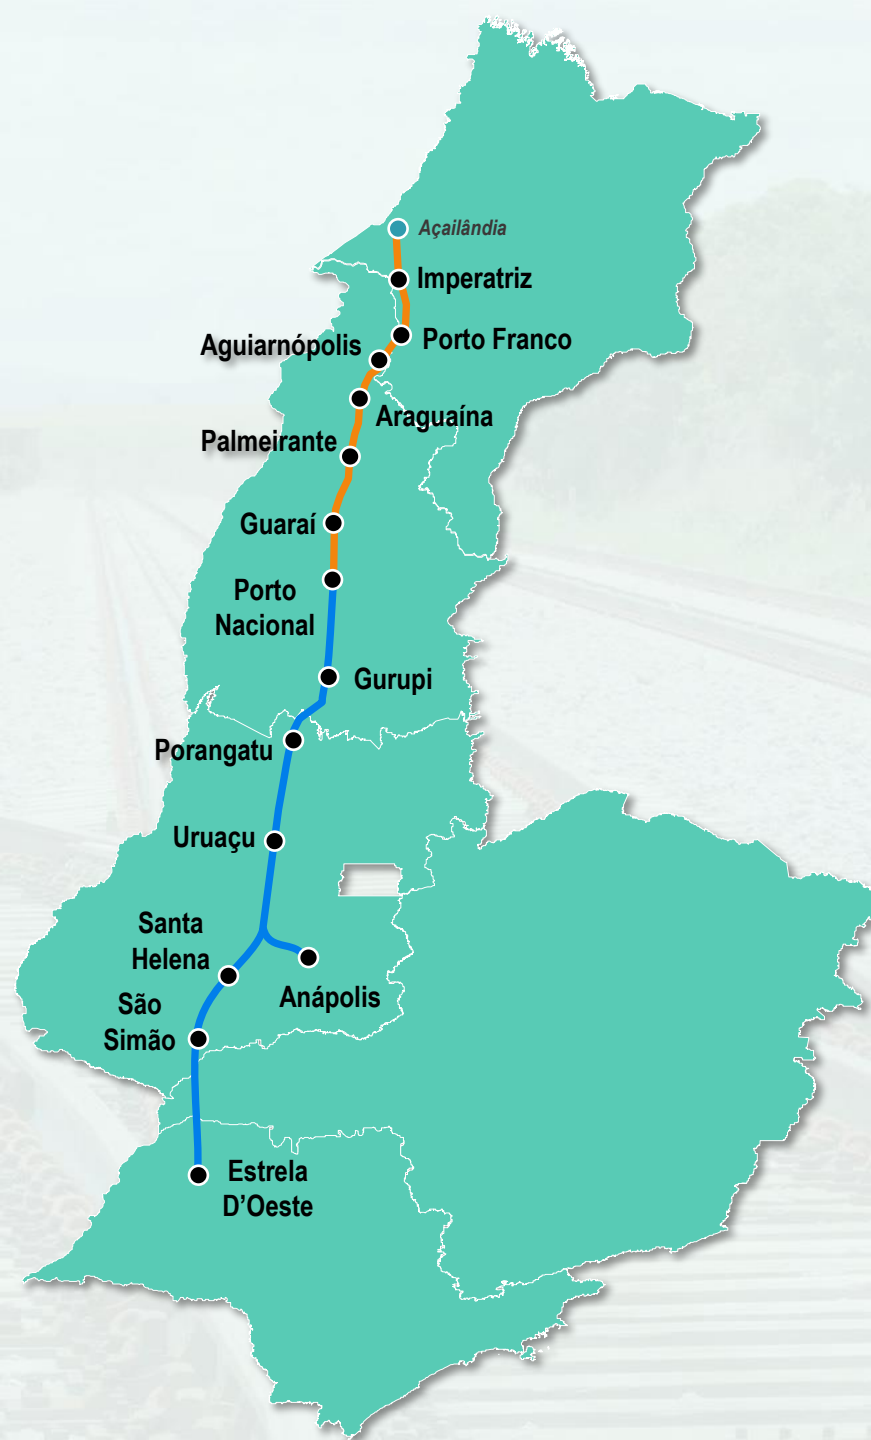 Açailândia
Imperatriz
Porto Franco
Aguiarnópolis
Araguaína
Palmeirante
Guaraí
Porto
Nacional
Gurupi
Porangatu
Uruaçu
Santa
Helena
Anápolis
São
Simão
Estrela
D’Oeste